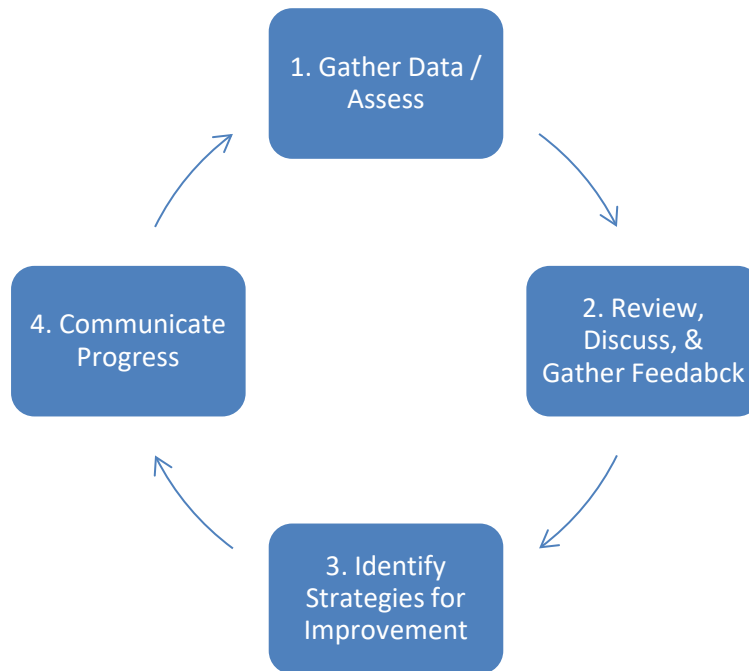 1. Gather Data /
Assess
2. Review,
Discuss, &
Gather Feedabck
3. Identify
Strategies for
Improvement
4. Communicate
Progress